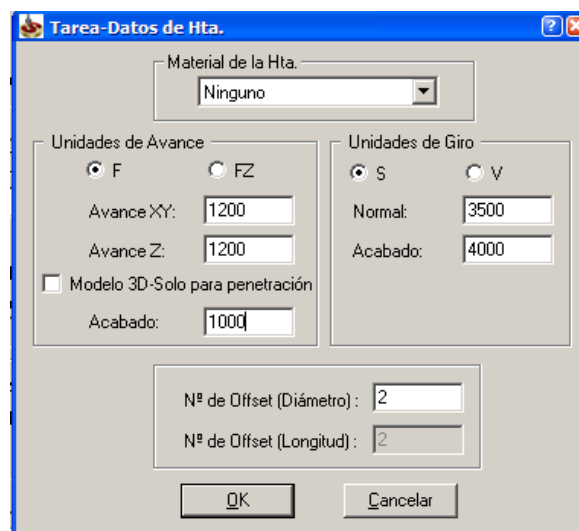 Tarea-Datos de Hta.
Material de la Hta.
Ninguno
Unidades de Avance
F FZ
Avance XY: 1200
Avance Z: 1200
Modelo 3D-Solo para penetración
Acabado: 1000
Unidades de Giro
S V
Normal: 3500
Acabado: 4000
Nº de Offset (Diámetro) : 2
Nº de Offset (Longitud) : 2
OK Cancelar